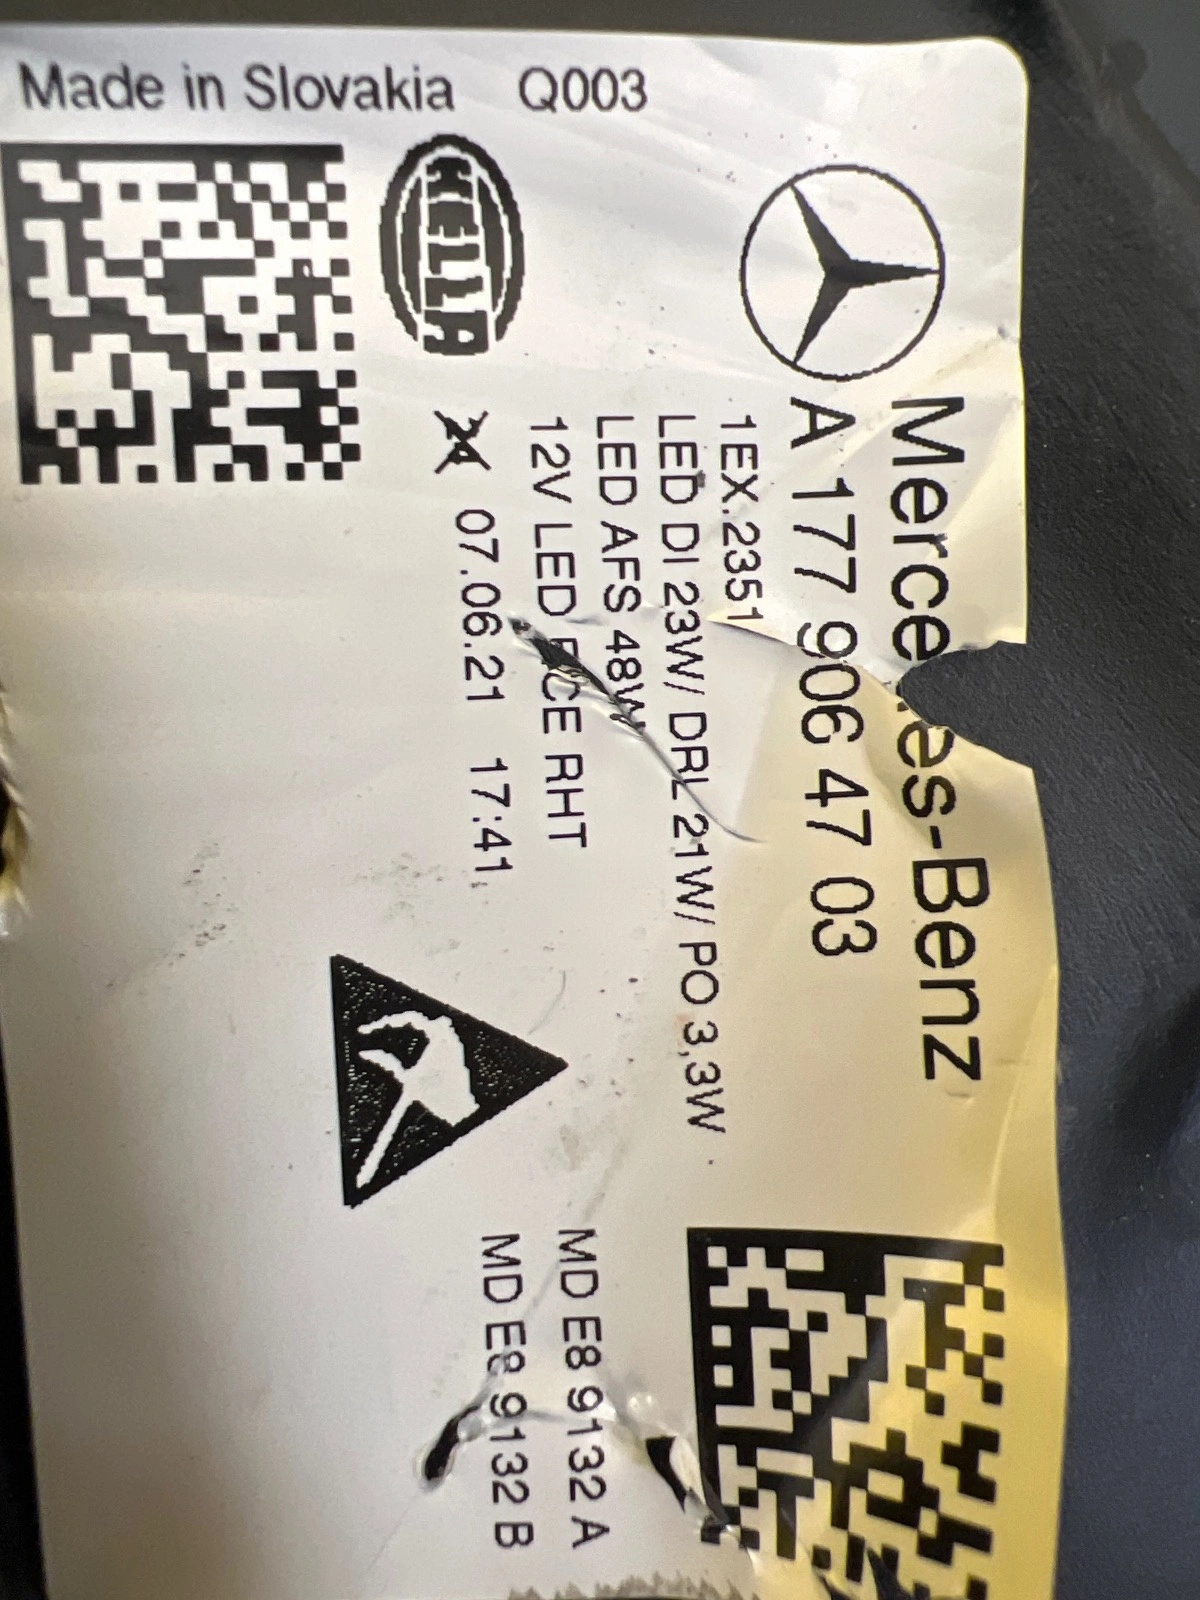 Made in Slovakia Q003
HELLA
Mercedes-Benz
A 177 906 47 03
1EX.2351
LED DI 23W/ DRL 21W/ PO 3,3W
LED AFS 48W
12V LED ECE RHT
07.06.21 17:41
MD E8 9132 A
MD E8 9132 B